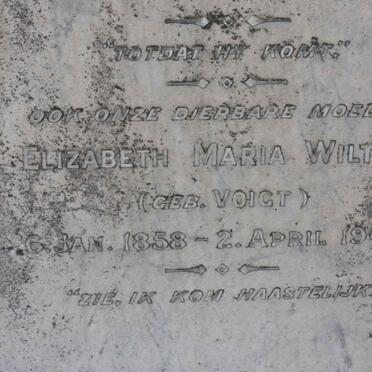 "TOTDAT HY KOMT."
OOK ONZE DIERBARE
ELIZABETH MARIA
(GEB. VOIGT)
6. JAN. 1858 - 2. APRIL
"ZIE, IK KOM HAASTELIJK